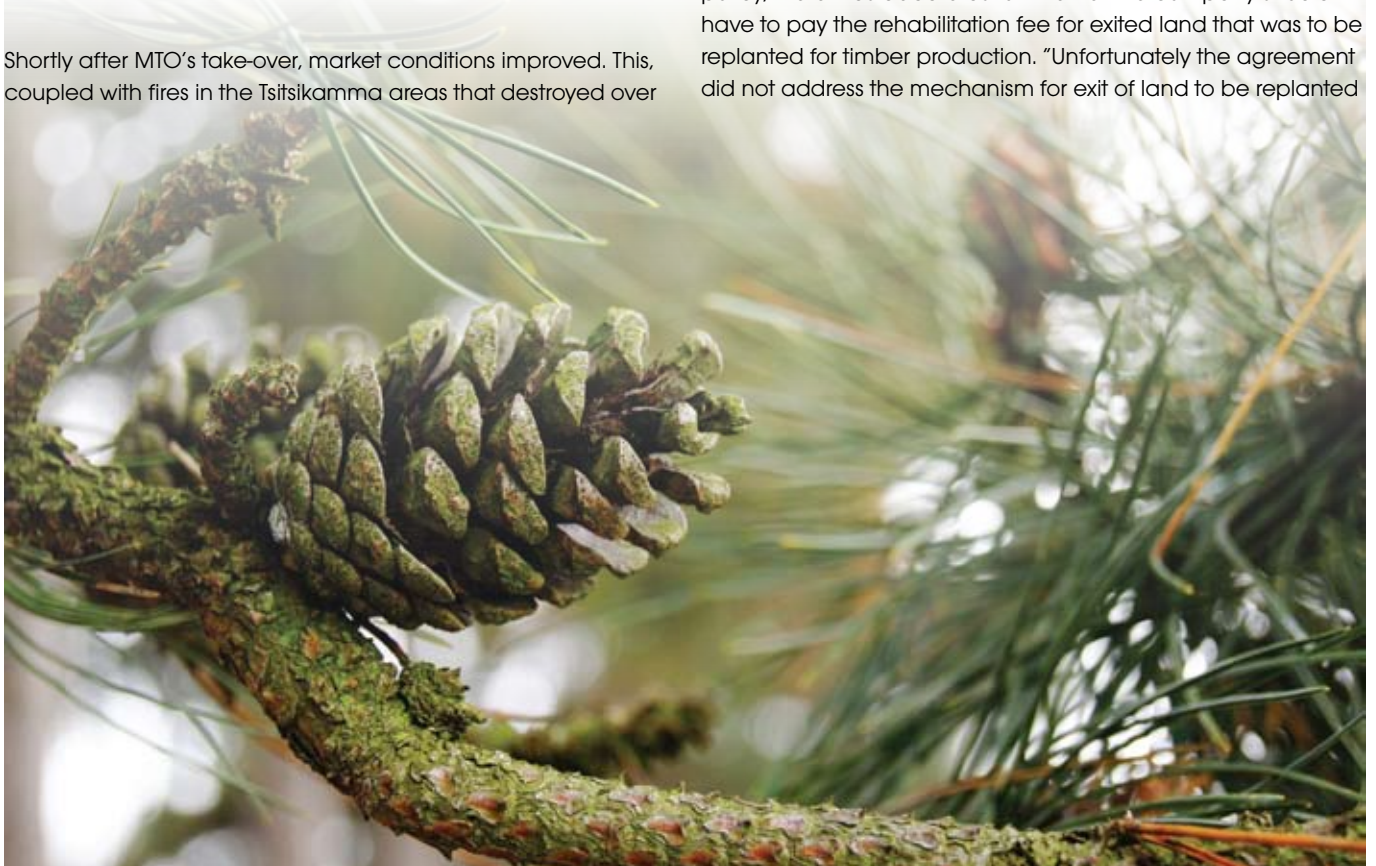 Shortly after MTO’s take-over, market conditions improved. This,
coupled with fires in the Tsitsikamma areas that destroyed over
have to pay the rehabilitation fee for exited land that was to be
replanted for timber production. “Unfortunately the agreement
did not address the mechanism for exit of land to be replanted